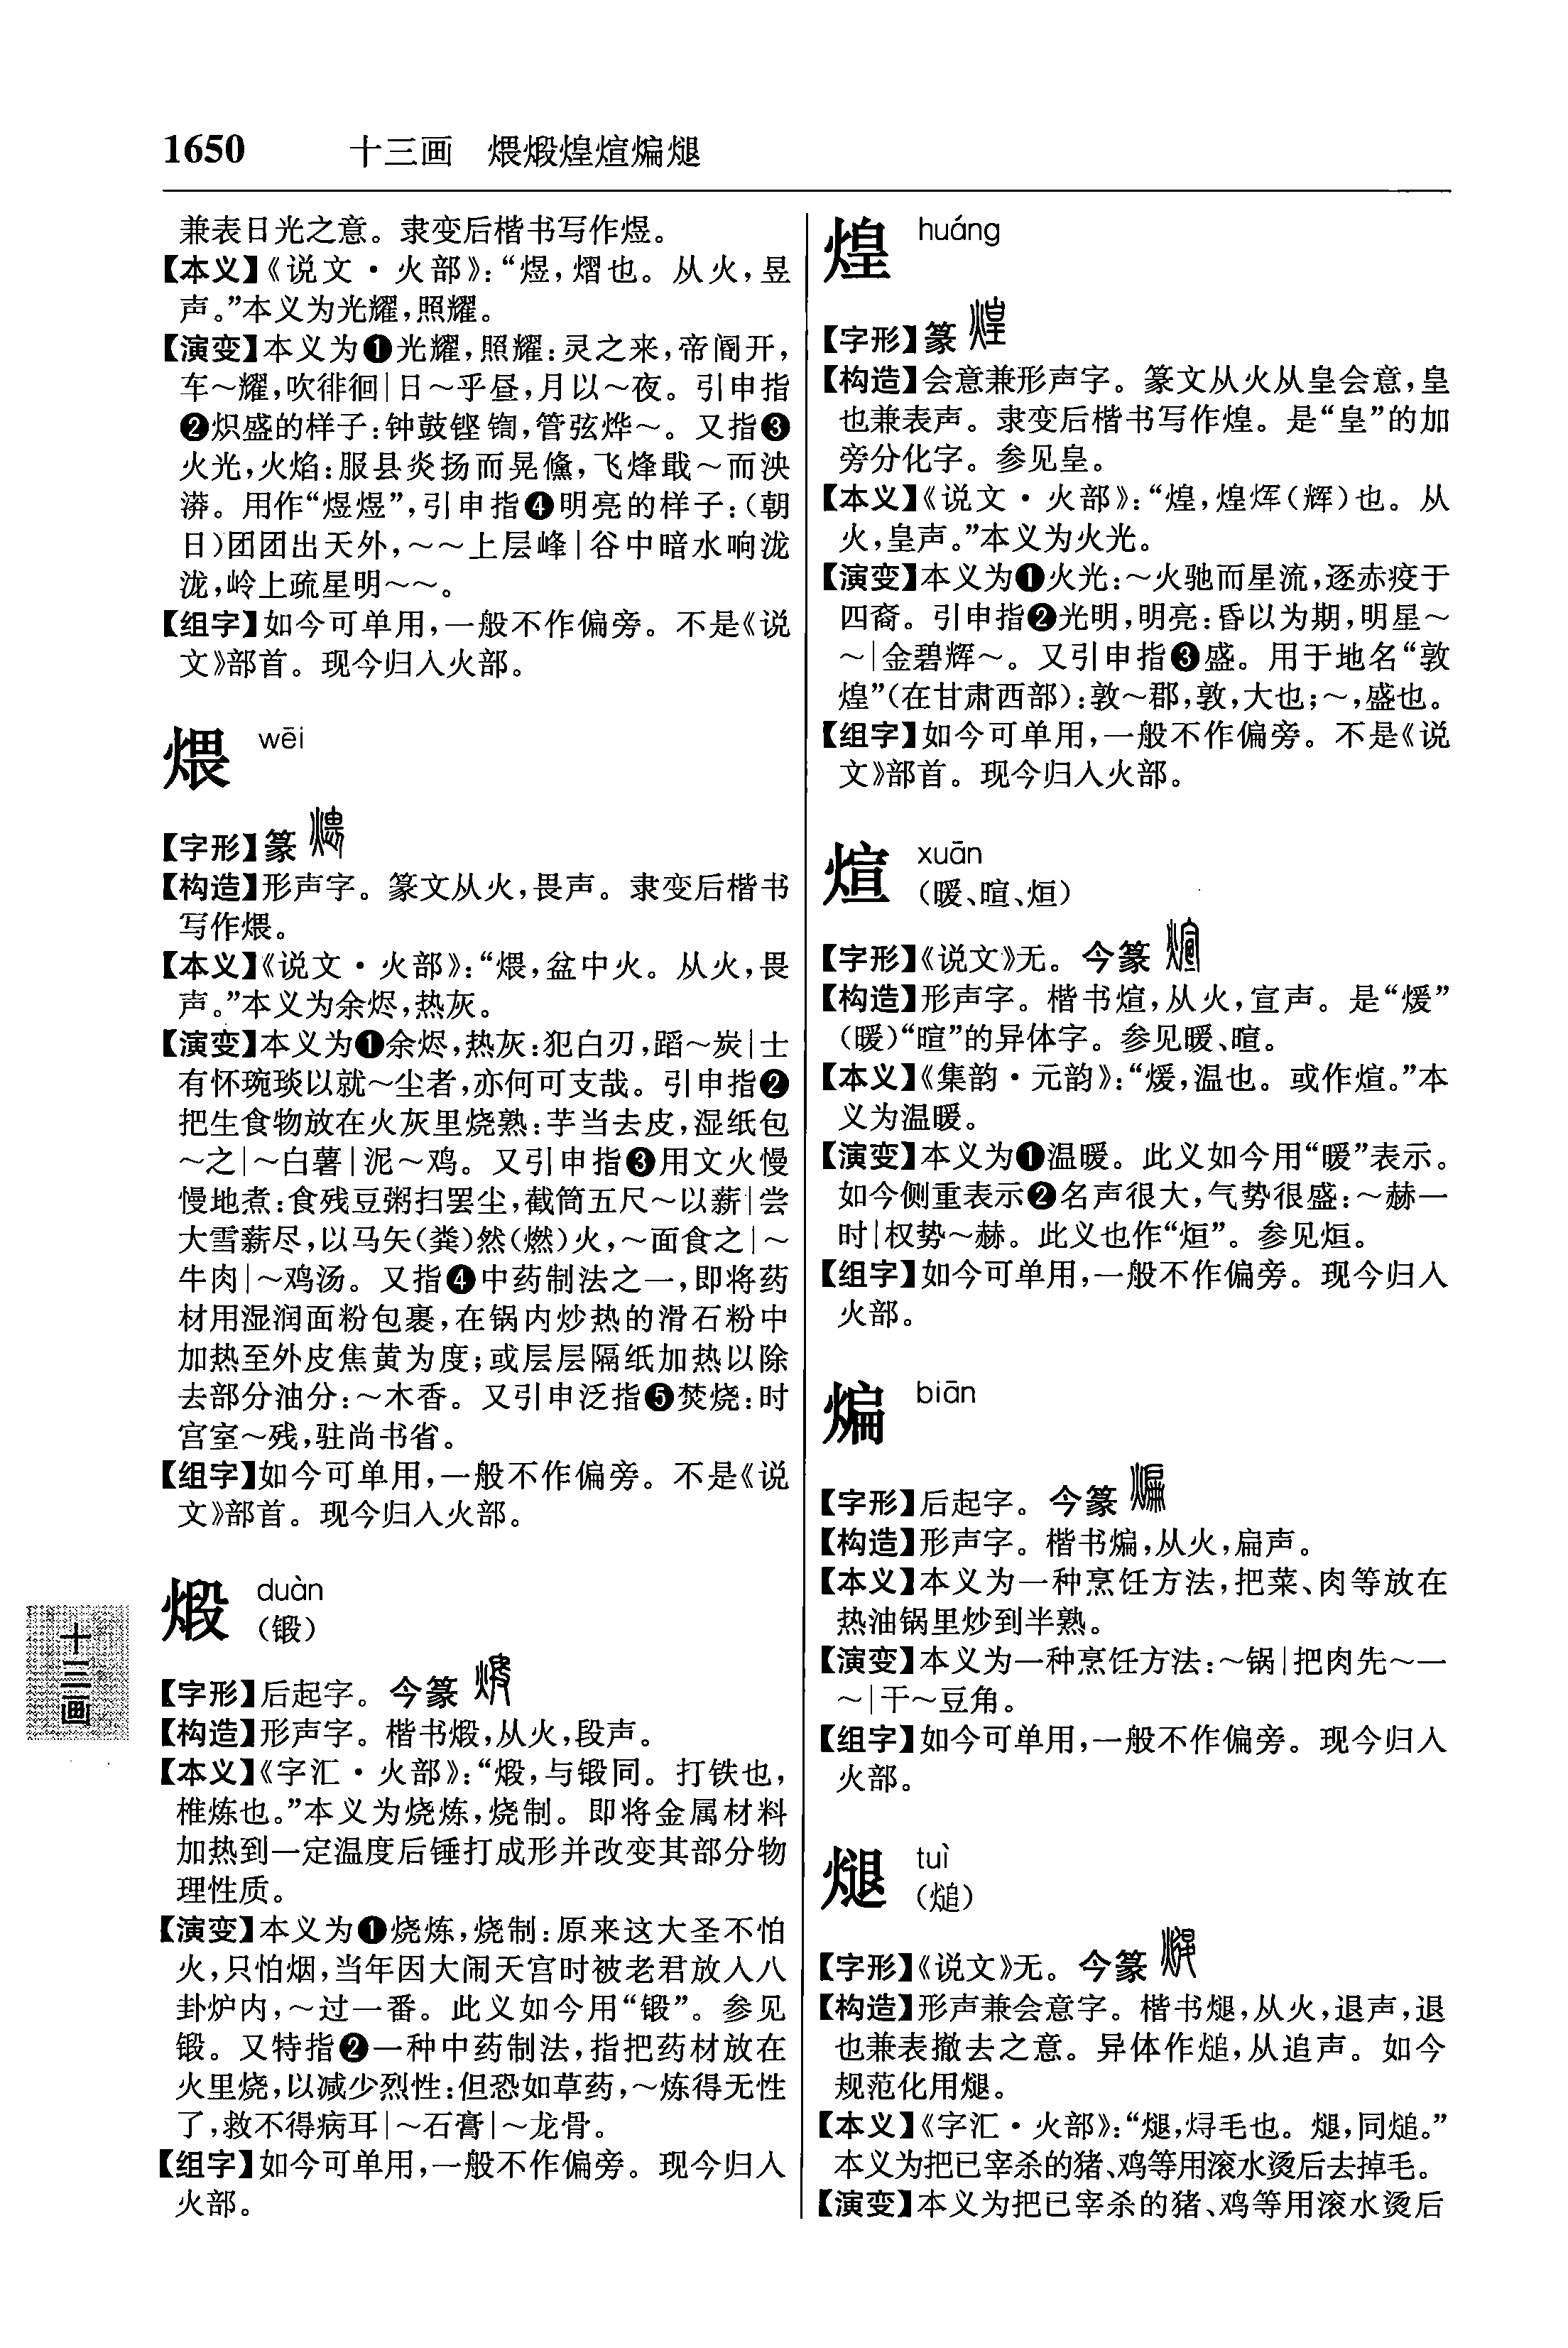 1650 十三画 煨煅煌煊煸煺
兼表日光之意。隶变后楷书写作煜。
【本义】《说文·火部》：“煜，熠也。从火，昱
声。”本义为光耀，照耀。
【演变】本义为❶光耀，照耀：灵之来，帝阍开，
车～耀，吹徘徊|日～乎昼，月以～夜。引申指
❷炽盛的样子：钟鼓铿锽，管弦烨～。又指❸
火光，火焰：服县炎扬而晃爚，飞烽戢～而泱
漭。用作“煜煜”，引申指❹明亮的样子：（朝
日）团团出天外，～～上层峰|谷中暗水响泷
泷，岭上疏星明～～。
【组字】如今可单用，一般不作偏旁。不是《说
文》部首。现今归入火部。
煨 wēi
【字形】篆
【构造】形声字。篆文从火，畏声。隶变后楷书
写作煨。
【本义】《说文·火部》：“煨，盆中火。从火，畏
声。”本义为余烬，热灰。
【演变】本义为❶余烬，热灰：犯白刃，蹈～炭|士
有怀琬琰以就～尘者，亦何可支哉。引申指❷
把生食物放在火灰里烧熟：芋当去皮，湿纸包
～之|～白薯|泥～鸡。又引申指❸用文火慢
慢地煮：食残豆粥扫罢尘，截筒五尺～以薪|尝
大雪薪尽，以马矢（粪）然（燃）火，～面食之|～
牛肉|～鸡汤。又指❹中药制法之一，即将药
材用湿润面粉包裹，在锅内炒热的滑石粉中
加热至外皮焦黄为度；或层层隔纸加热以除
去部分油分：～木香。又引申泛指❺焚烧：时
宫室～残，驻尚书省。
【组字】如今可单用，一般不作偏旁。不是《说
文》部首。现今归入火部。
煅 duàn
（锻）
【字形】后起字。今篆
【构造】形声字。楷书煅，从火，段声。
【本义】《字汇·火部》：“煅，与锻同。打铁也，
椎炼也。”本义为烧炼，烧制。即将金属材料
加热到一定温度后锤打成形并改变其部分物
理性质。
【演变】本义为❶烧炼，烧制：原来这大圣不怕
火，只怕烟，当年因大闹天宫时被老君放入八
卦炉内，～过一番。此义如今用“锻”。参见
锻。又特指❷一种中药制法，指把药材放在
火里烧，以减少烈性：但恐如草药，～炼得无性
了，救不得病耳|～石膏|～龙骨。
【组字】如今可单用，一般不作偏旁。现今归入
火部。
煌 huáng
【字形】篆
【构造】会意兼形声字。篆文从火从皇会意，皇
也兼表声。隶变后楷书写作煌。是“皇”的加
旁分化字。参见皇。
【本义】《说文·火部》：“煌，煌煇（辉）也。从
火，皇声。”本义为火光。
【演变】本义为❶火光：～火驰而星流，逐赤疫于
四裔。引申指❷光明，明亮：昏以为期，明星～
～|金碧辉～。又引申指❸盛。用于地名“敦
煌”（在甘肃西部）：敦～郡，敦，大也；～，盛也。
【组字】如今可单用，一般不作偏旁。不是《说
文》部首。现今归入火部。
煊 xuān
（暖、暄、烜）
【字形】《说文》无。今篆
【构造】形声字。楷书煊，从火，宣声。是“煖”
（暖）“暄”的异体字。参见暖、暄。
【本义】《集韵·元韵》：“煖，温也。或作煊。”本
义为温暖。
【演变】本义为❶温暖。此义如今用“暖”表示。
如今侧重表示❷名声很大，气势很盛：～赫一
时|权势～赫。此义也作“烜”。参见烜。
【组字】如今可单用，一般不作偏旁。现今归入
火部。
煸 biān
【字形】后起字。今篆
【构造】形声字。楷书煸，从火，扁声。
【本义】本义为一种烹饪方法，把菜、肉等放在
热油锅里炒到半熟。
【演变】本义为一种烹饪方法：～锅|把肉先～一
～|干～豆角。
【组字】如今可单用，一般不作偏旁。现今归入
火部。
煺 tuì
（㷟）
【字形】《说文》无。今篆
【构造】形声兼会意字。楷书煺，从火，退声，退
也兼表撤去之意。异体作㷟，从追声。如今
规范化用煺。
【本义】《字汇·火部》：“煺，燖毛也。煺，同㷟。”
本义为把已宰杀的猪、鸡等用滚水烫后去掉毛。
【演变】本义为把已宰杀的猪、鸡等用滚水烫后
十三画